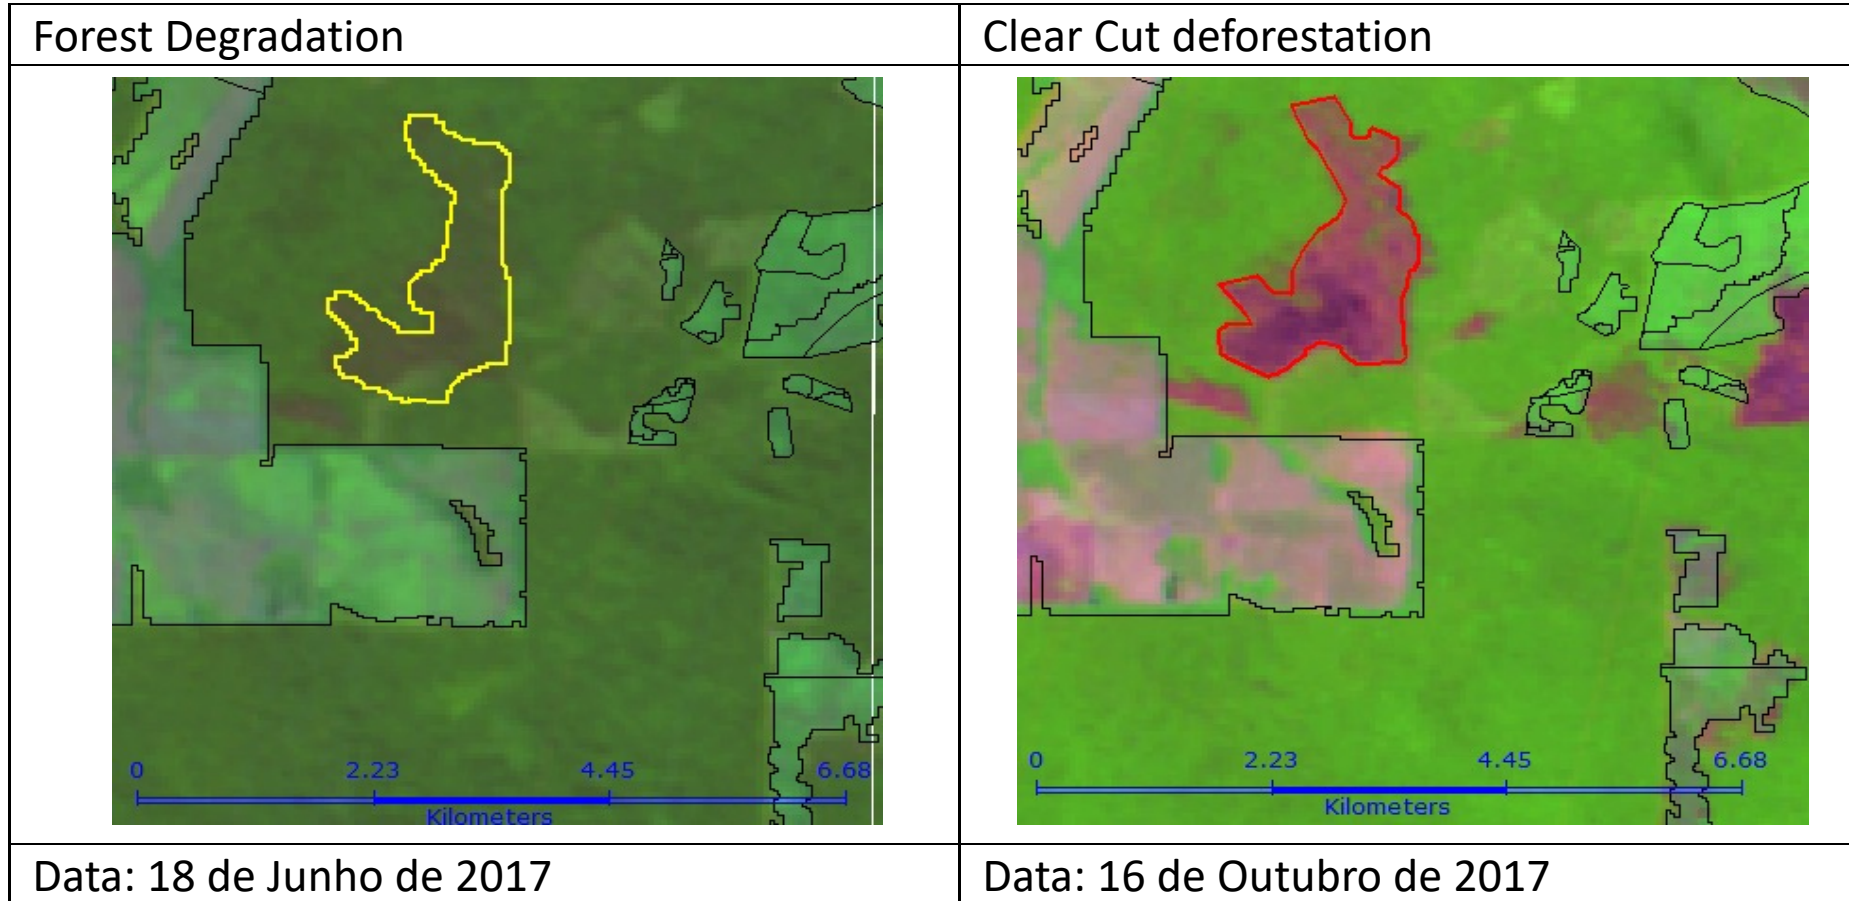 Forest Degradation
Clear Cut deforestation
0 2.23 4.45 6.68
Kilometers
0 2.23 4.45 6.68
Kilometers
Data: 18 de Junho de 2017
Data: 16 de Outubro de 2017